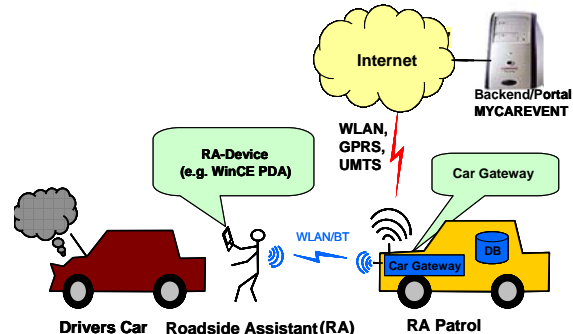 Internet
Backend/Portal
MYCAREVENT
WLAN,
GPRS,
UMTS
RA-Device
(e.g. WinCE PDA)
Car Gateway
WLAN/BT
DB
Car Gateway
Drivers Car
Roadside Assistant(RA)
RA Patrol